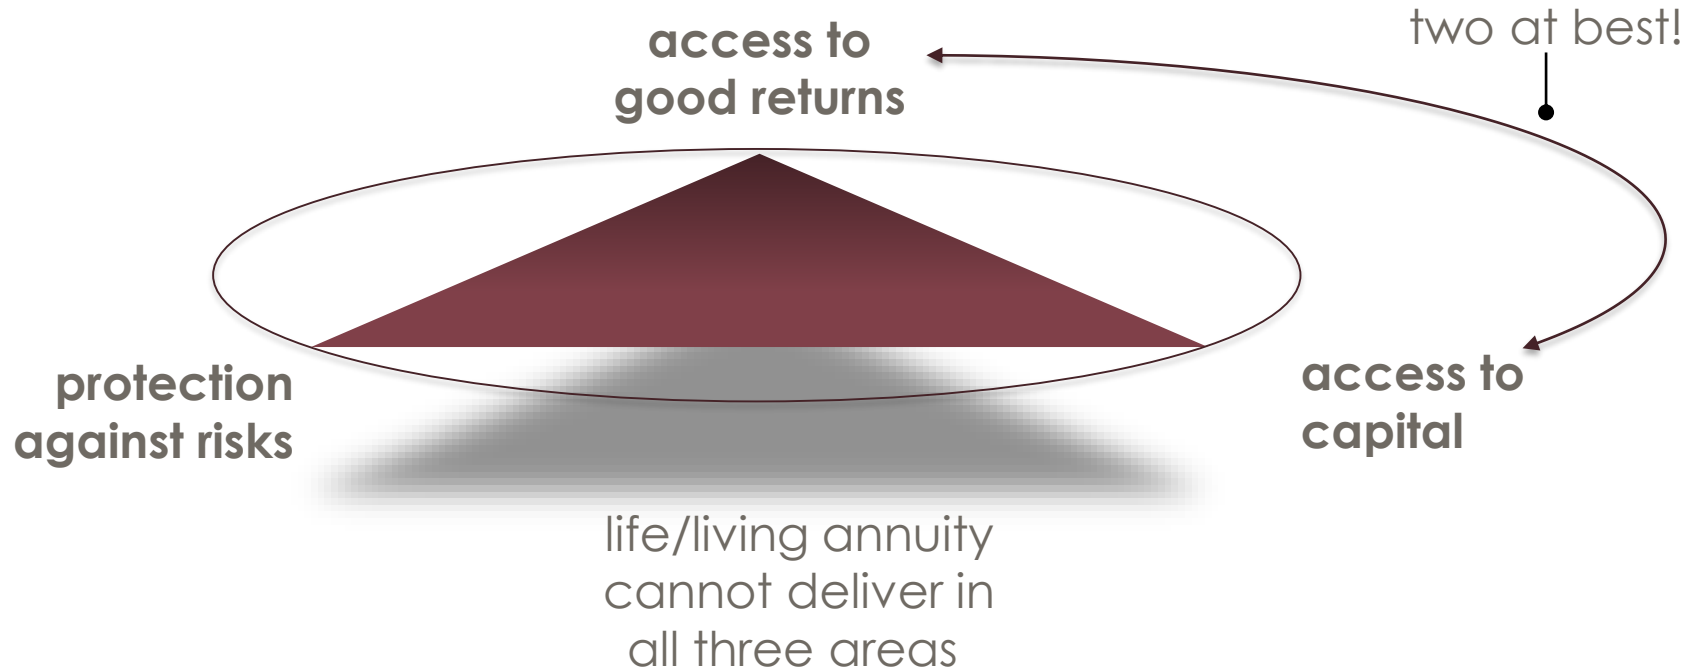 two at best!
access to
good returns
protection
against risks
access to
capital
life/living annuity
cannot deliver in
all three areas